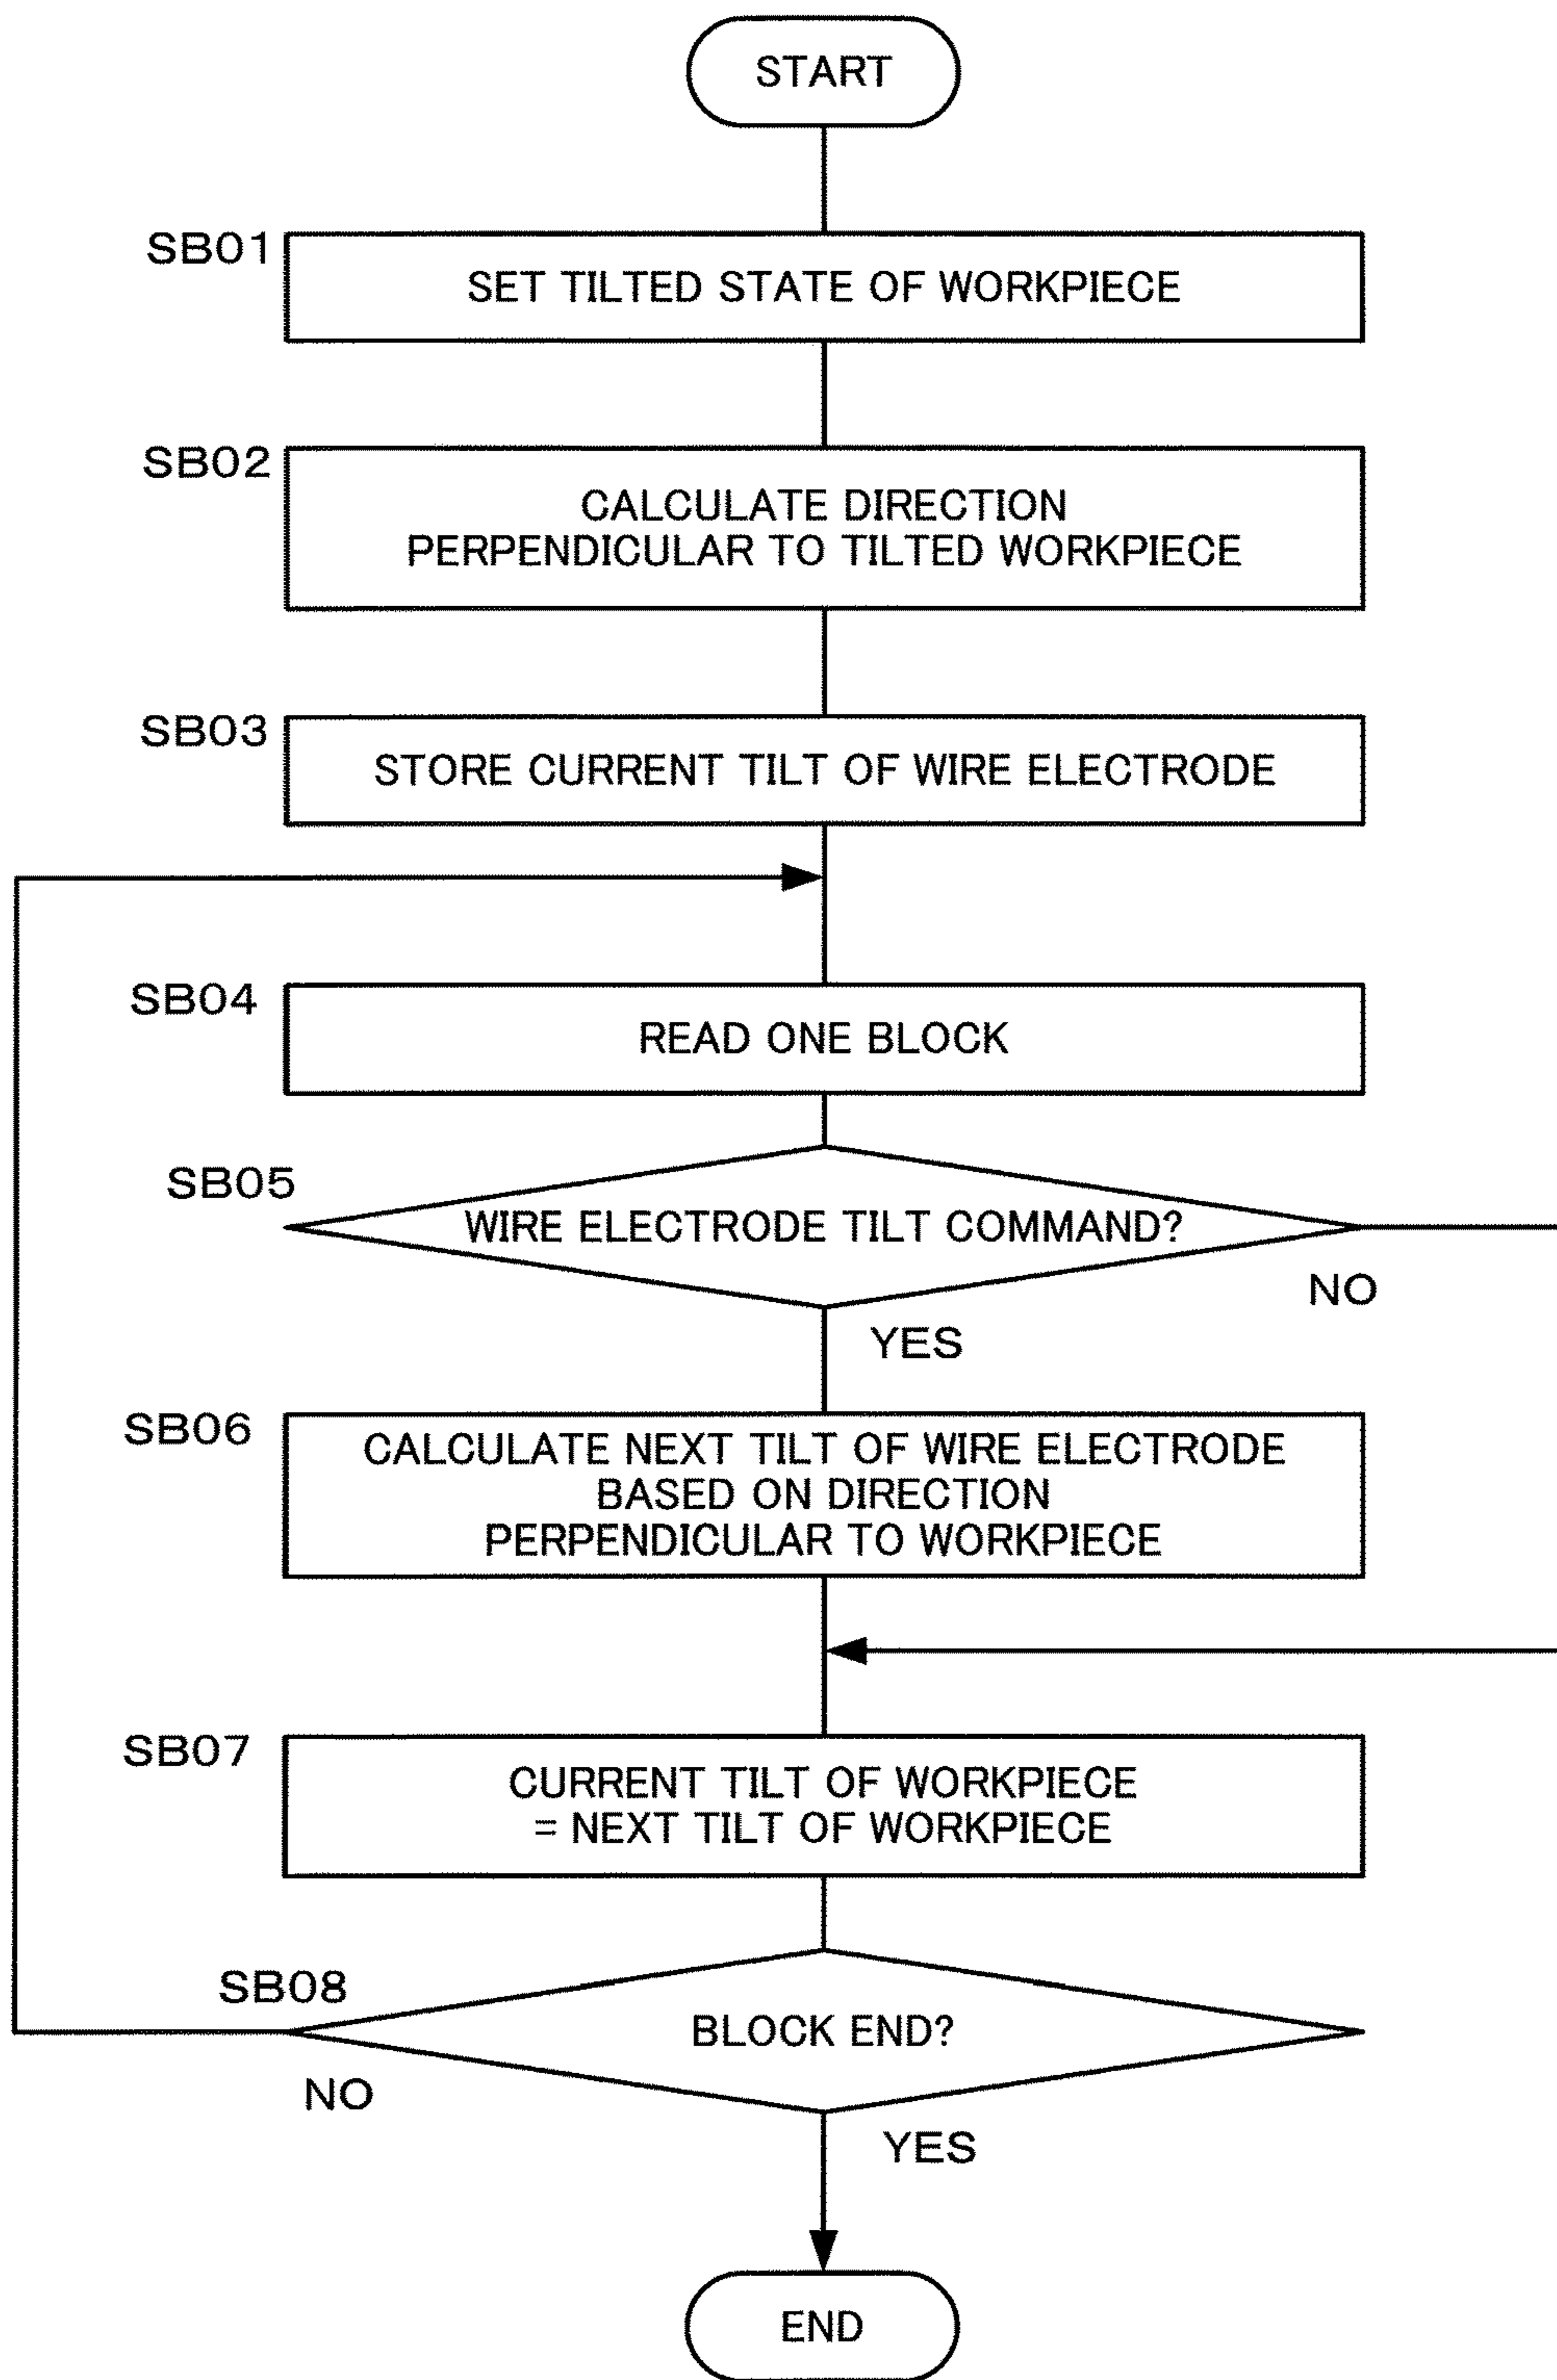 START
SB01
SET TILTED STATE OF WORKPIECE
SB02
CALCULATE DIRECTION
PERPENDICULAR TO TILTED WORKPIECE
SB03
STORE CURRENT TILT OF WIRE ELECTRODE
SB04
READ ONE BLOCK
SB05
WIRE ELECTRODE TILT COMMAND?
NO
YES
SB06
CALCULATE NEXT TILT OF WIRE ELECTRODE
BASED ON DIRECTION
PERPENDICULAR TO WORKPIECE
SB07
CURRENT TILT OF WORKPIECE
= NEXT TILT OF WORKPIECE
SB08
BLOCK END?
NO
YES
END